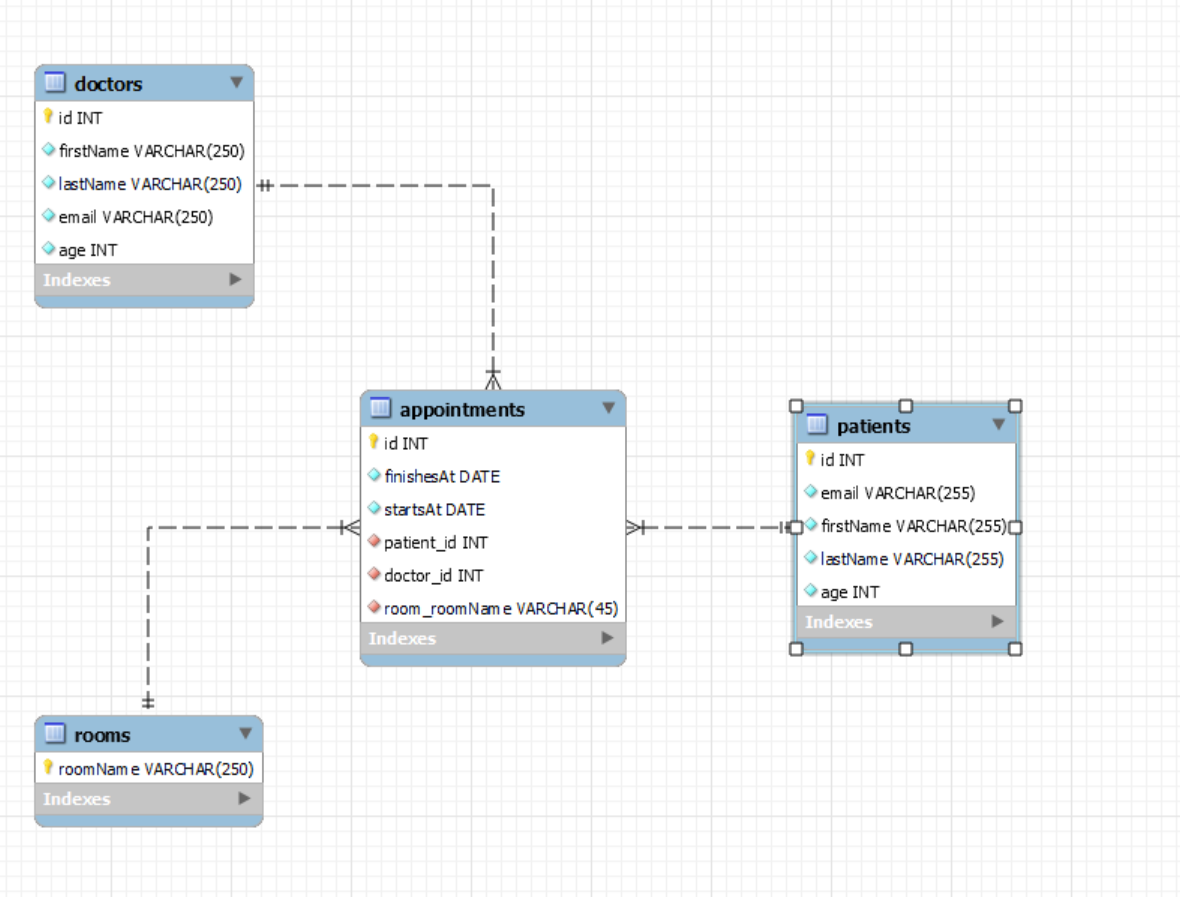 doctors
id INT
firstName VARCHAR(250)
lastName VARCHAR(250)
email VARCHAR(250)
age INT
Indexes
appointments
id INT
finishesAt DATE
startsAt DATE
patient_id INT
doctor_id INT
room_roomName VARCHAR(45)
Indexes
patients
id INT
email VARCHAR(255)
firstName VARCHAR(255)
lastName VARCHAR(255)
age INT
Indexes
rooms
roomName VARCHAR(250)
Indexes